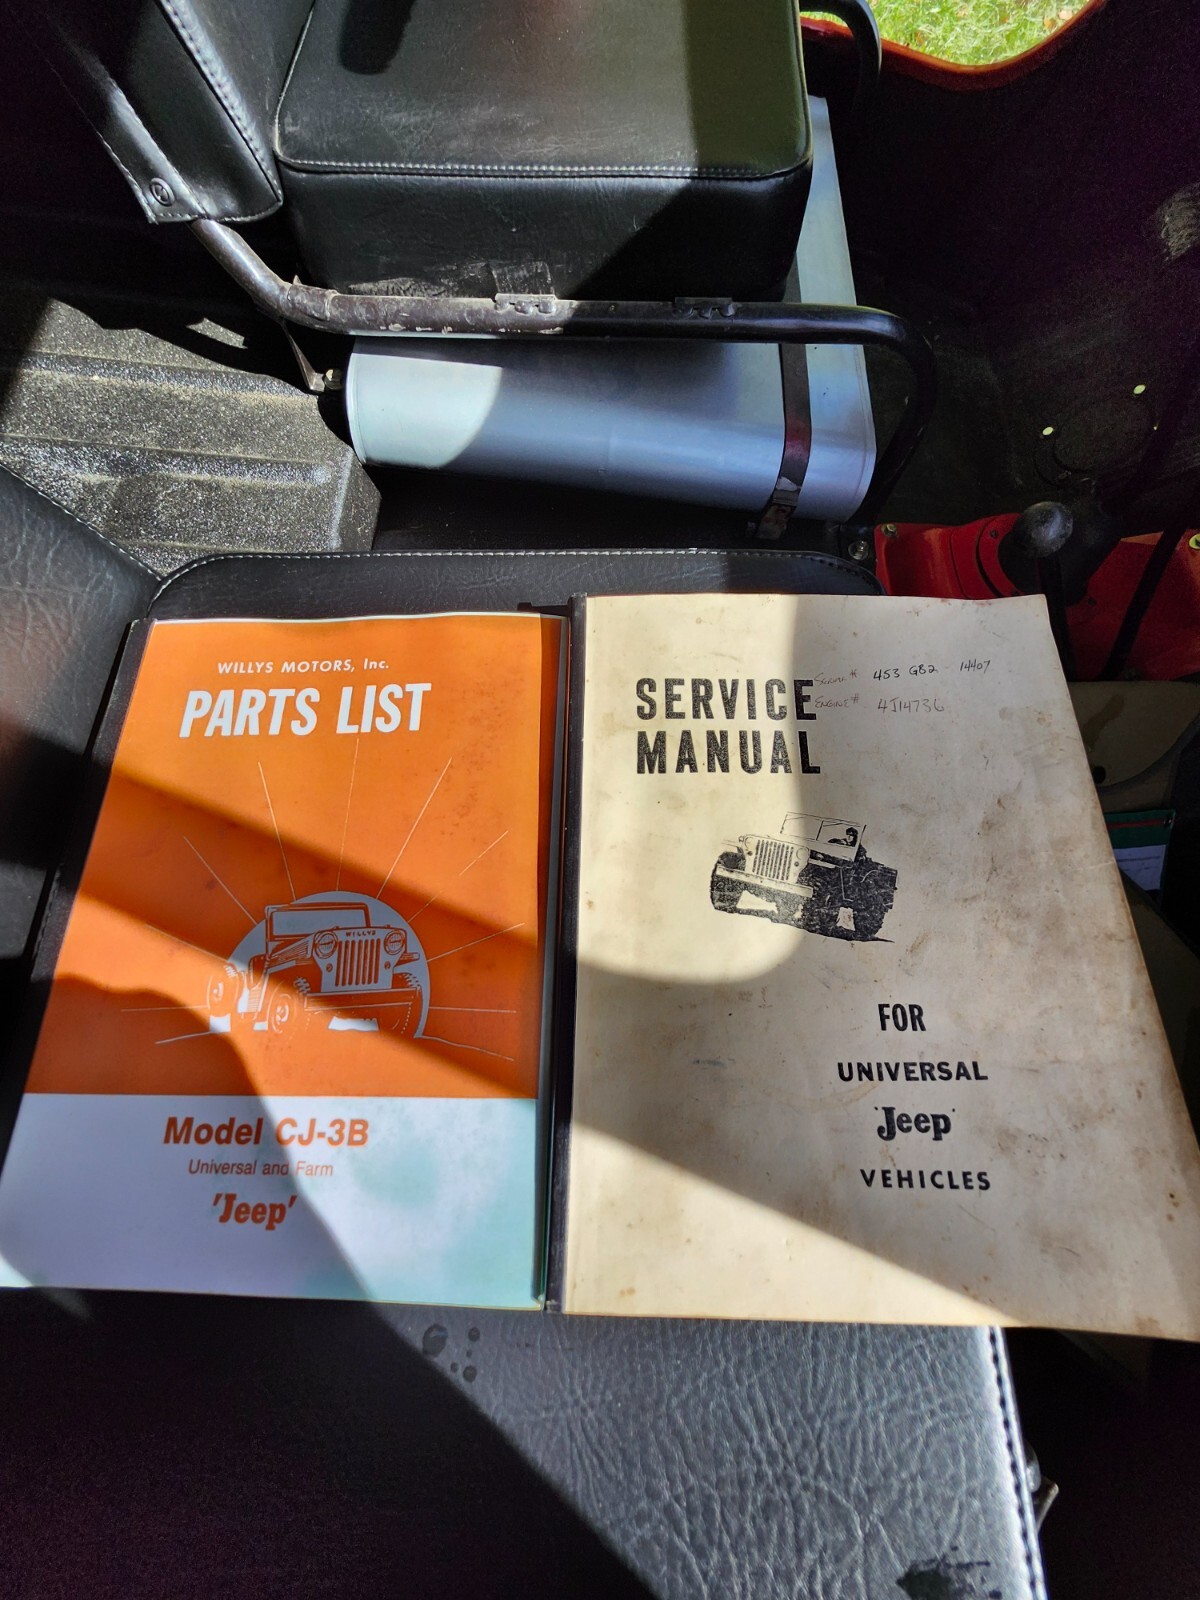 WILLYS MOTORS, Inc.
PARTS LIST
WILLYS
Model CJ-3B
Universal and Farm
'Jeep'
SERVICE
MANUAL
Serial # 453 GB2 14407
Engine # 4J14736
FOR
UNIVERSAL
'Jeep'
VEHICLES